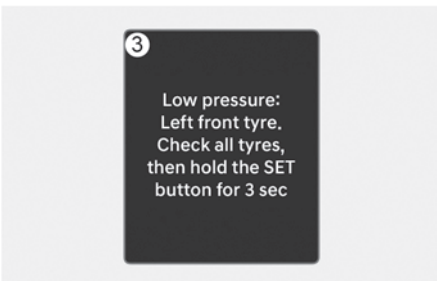 3
Low pressure:
Left front tyre.
Check all tyres,
then hold the SET
button for 3 sec